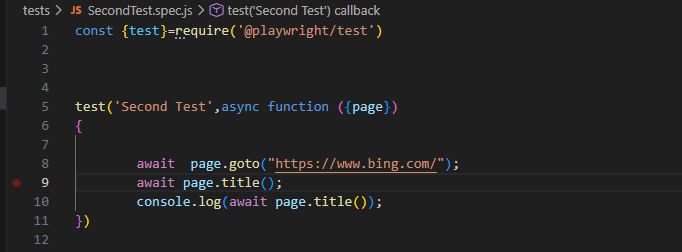 tests > JS SecondTest.spec.js > test('Second Test') callback
1 const {test}=require('@playwright/test')
2
3
4
5 test('Second Test',async function ({page})
6 {
7
8 await  page.goto("https://www.bing.com/");
9 await page.title();
10 console.log(await page.title());
11 })
12